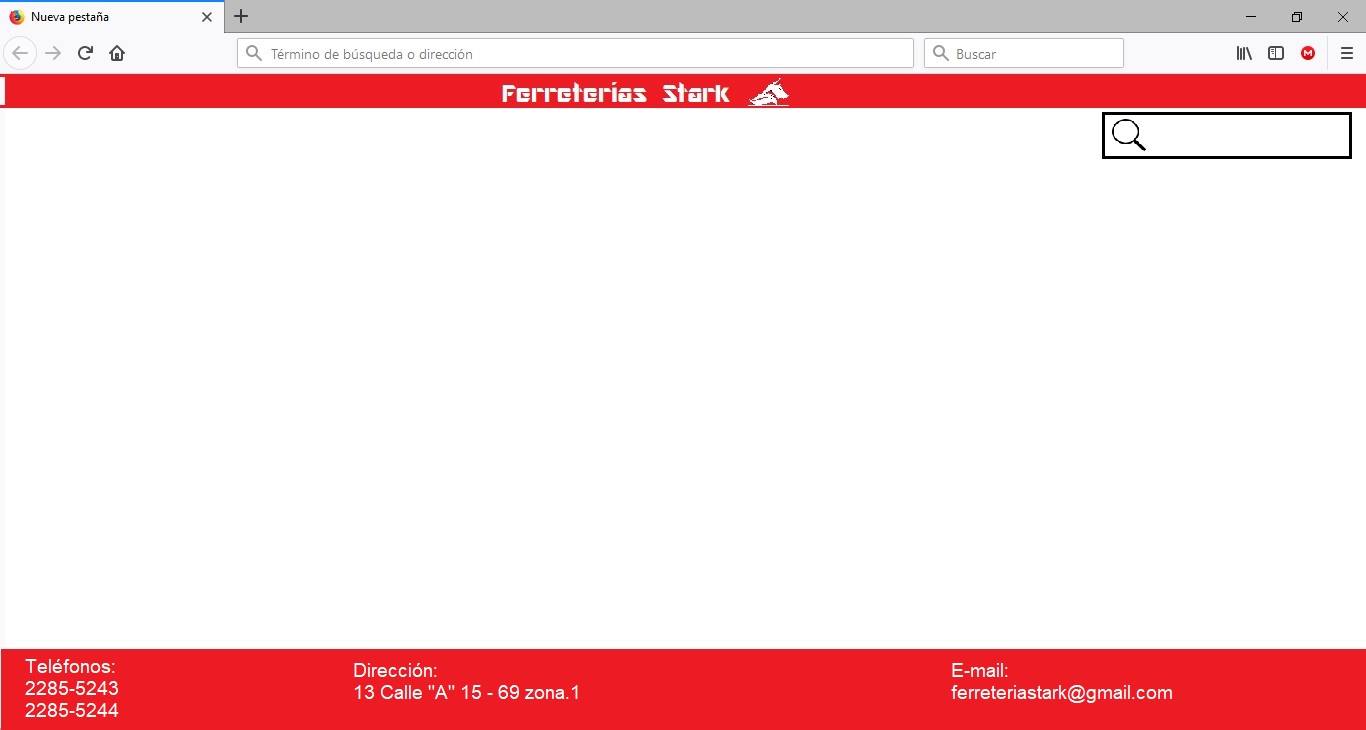 Nueva pestaña
Término de búsqueda o dirección
Buscar
Ferreterías Stark
Teléfonos:
2285-5243
2285-5244
Dirección:
13 Calle "A" 15 - 69 zona.1
E-mail:
ferreteriastark@gmail.com